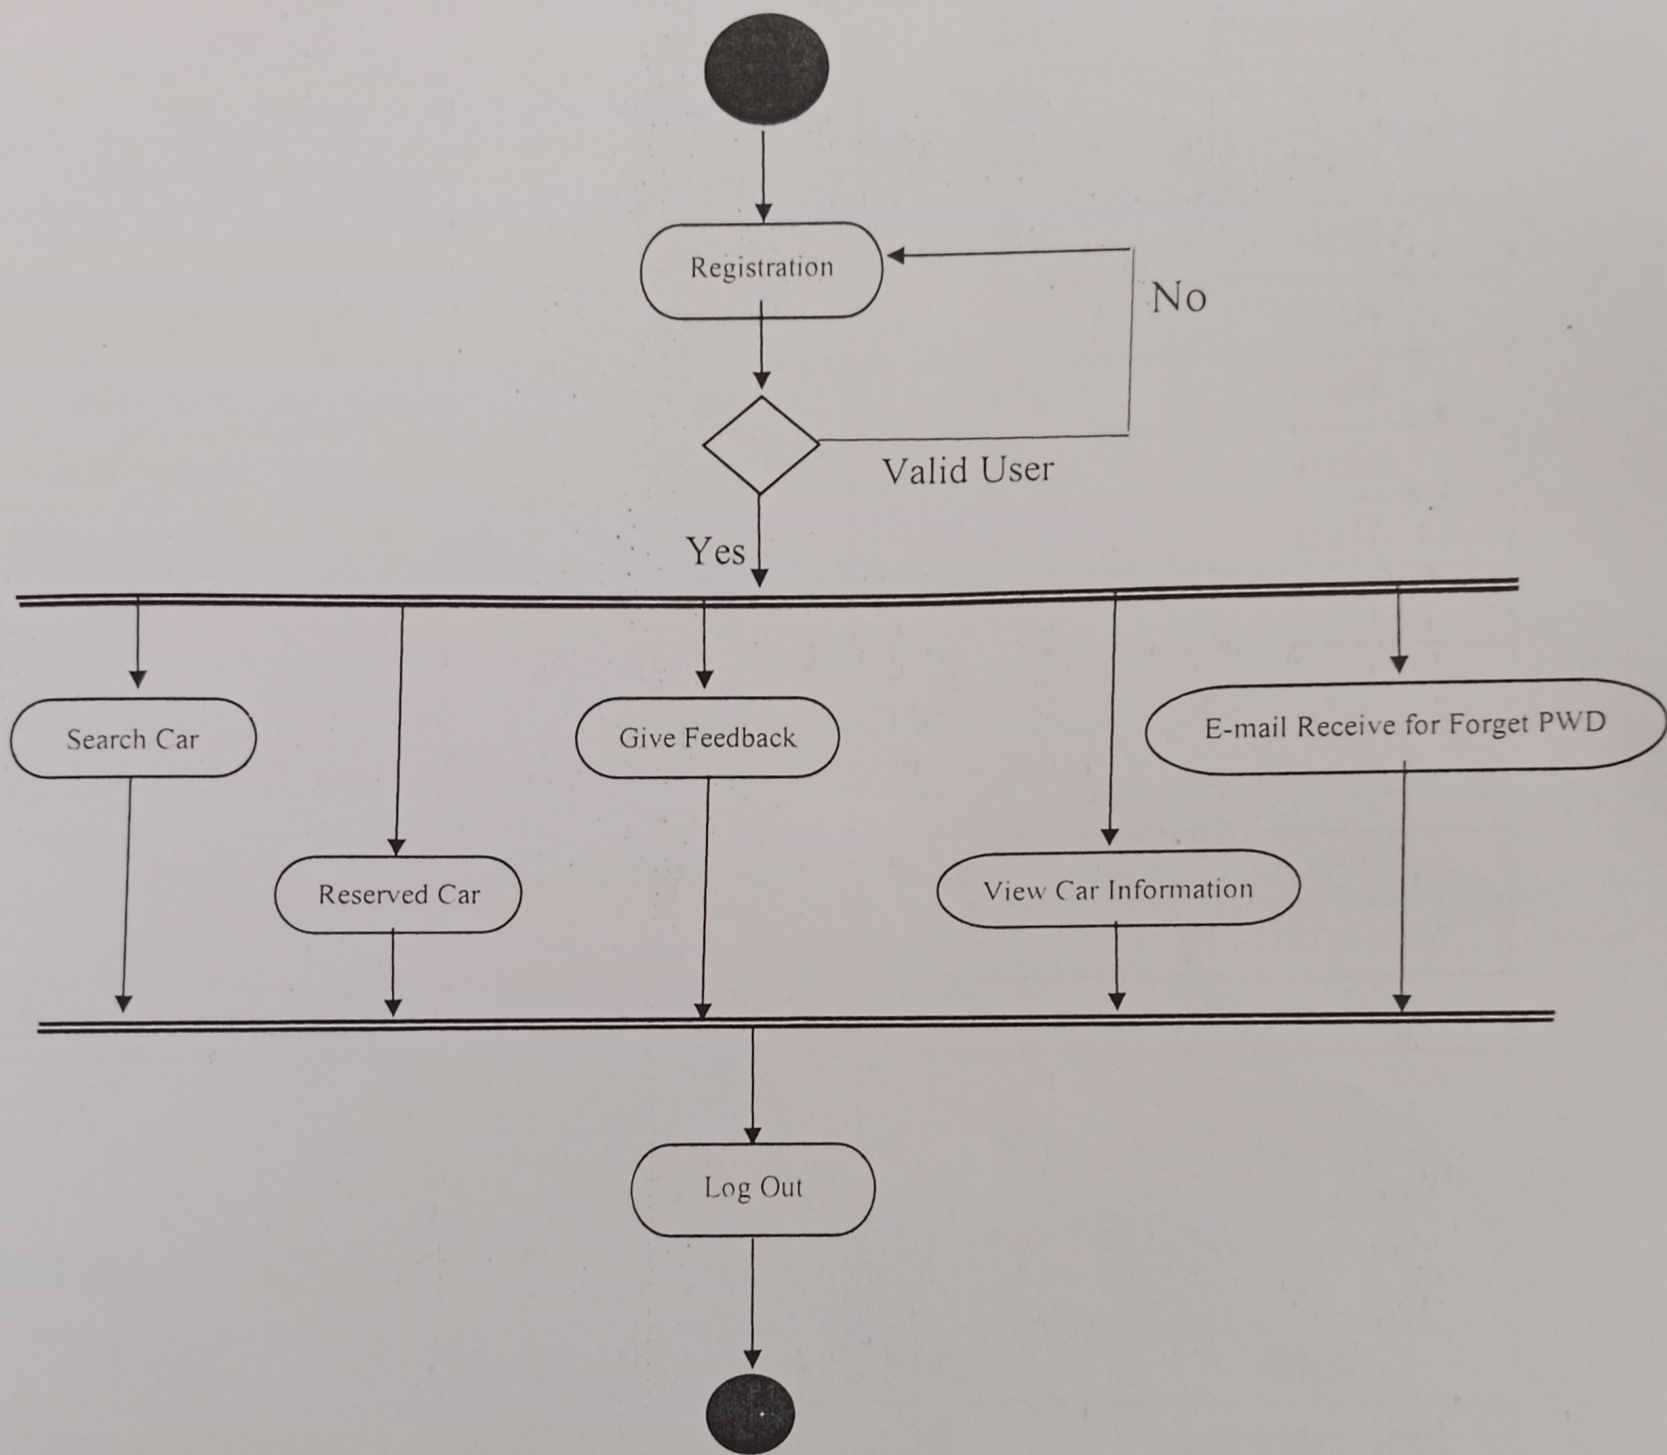 Registration
No
Valid User
Yes
Search Car
Give Feedback
E-mail Receive for Forget PWD
Reserved Car
View Car Information
Log Out